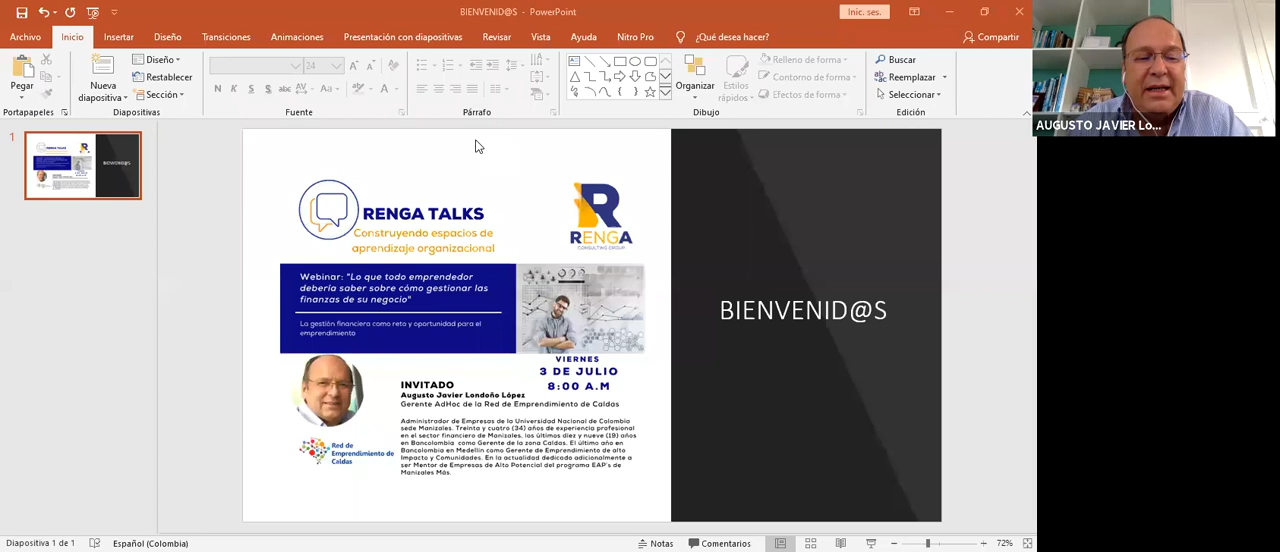 BIENVENID@S - PowerPoint
Inic. ses.
Archivo Inicio Insertar Diseño Transiciones Animaciones Presentación con diapositivas Revisar Vista Ayuda Nitro Pro ¿Qué desea hacer? Compartir
Pegar
Nueva diapositiva
Diseño
Restablecer
Sección
24
N K S S
Organizar
Estilos rápidos
Relleno de forma
Contorno de forma
Efectos de forma
Buscar
Reemplazar
Seleccionar
Portapapeles Diapositivas Fuente Párrafo Dibujo Edición
AUGUSTO JAVIER Lo...
1
RENGA TALKS
Construyendo espacios de
aprendizaje organizacional
RENGA
CONSULTING GROUP
Webinar: "Lo que todo emprendedor
debería saber sobre cómo gestionar las
finanzas de su negocio"
La gestión financiera como reto y oportunidad para el
emprendimiento
BIENVENID@S
VIERNES
3 DE JULIO
8:00 A.M
INVITADO
Augusto Javier Londoño López
Gerente AdHoc de la Red de Emprendimiento de Caldas
Administrador de Empresas de la Universidad Nacional de Colombia
sede Manizales. Treinta y cuatro (34) años de experiencia profesional
en el sector financiero de Manizales, los últimos diez y nueve (19) años
en Bancolombia como Gerente de la zona Caldas. El último año en
Bancolombia en Medellín como Gerente de Emprendimiento de alto
Impacto y Comunidades. En la actualidad dedicado adicionalmente a
ser Mentor de Empresas de Alto Potencial del programa EAP's de
Manizales Más.
Red de
Emprendimiento de
Caldas
Diapositiva 1 de 1 Español (Colombia) Notas Comentarios 72%